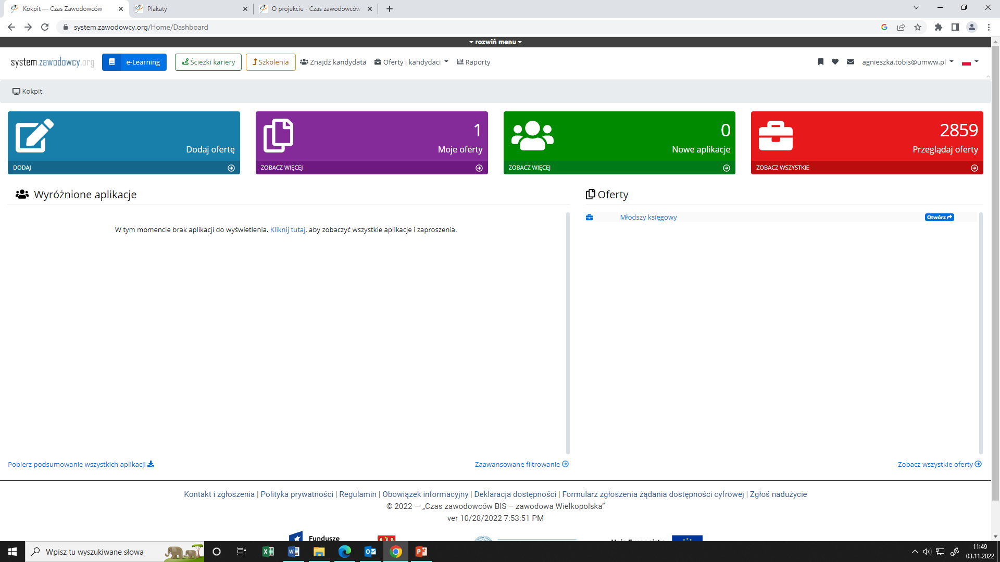 Kokpit — Czas Zawodowców
Plakaty
O projekcie - Czas zawodowców
system.zawodowcy.org/Home/Dashboard
rozwiń menu
system.zawodowcy.org
e-Learning
Ścieżki kariery
Szkolenia
Znajdź kandydata
Oferty i kandydaci
Raporty
agnieszka.tobis@umww.pl
Kokpit
Dodaj ofertę
DODAJ
1
Moje oferty
ZOBACZ WIĘCEJ
0
Nowe aplikacje
ZOBACZ WIĘCEJ
2859
Przeglądaj oferty
ZOBACZ WSZYSTKIE
Wyróżnione aplikacje
W tym momencie brak aplikacji do wyświetlenia. Kliknij tutaj, aby zobaczyć wszystkie aplikacje i zaproszenia.
Oferty
Młodszy księgowy
Otwórz
Pobierz podsumowanie wszystkich aplikacji
Zaawansowane filtrowanie
Zobacz wszystkie oferty
Kontakt i zgłoszenia | Polityka prywatności | Regulamin | Obowiązek informacyjny | Deklaracja dostępności | Formularz zgłoszenia żądania dostępności cyfrowej | Zgłoś nadużycie
© 2022 — „Czas zawodowców BIS – zawodowa Wielkopolska”
ver 10/28/2022 7:53:51 PM
Fundusze
Wpisz tu wyszukiwane słowa
11:49
03.11.2022